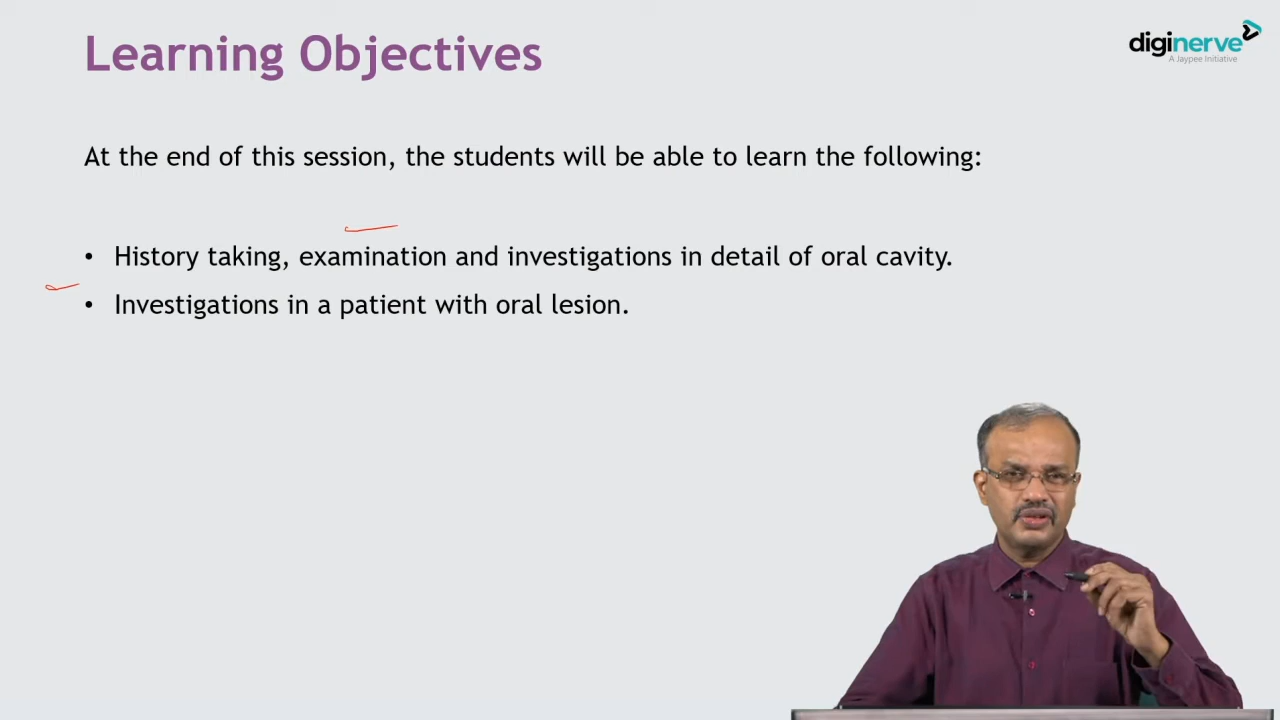 Learning Objectives
diginerve
A Jaypee Initiative
At the end of this session, the students will be able to learn the following:
• History taking, examination and investigations in detail of oral cavity.
• Investigations in a patient with oral lesion.